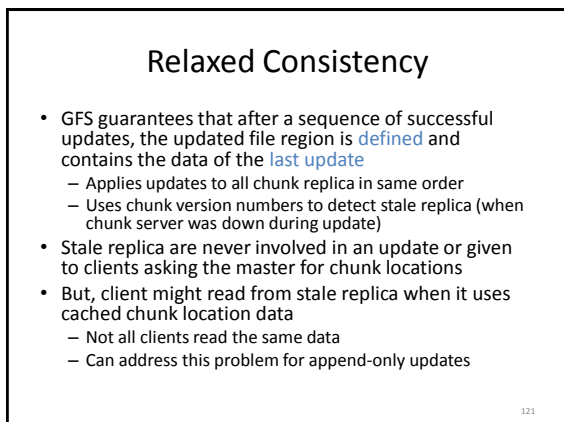 Relaxed Consistency
• GFS guarantees that after a sequence of successful
updates, the updated file region is defined and
contains the data of the last update
– Applies updates to all chunk replica in same order
– Uses chunk version numbers to detect stale replica (when
chunk server was down during update)
• Stale replica are never involved in an update or given
to clients asking the master for chunk locations
• But, client might read from stale replica when it uses
cached chunk location data
– Not all clients read the same data
– Can address this problem for append-only updates
121